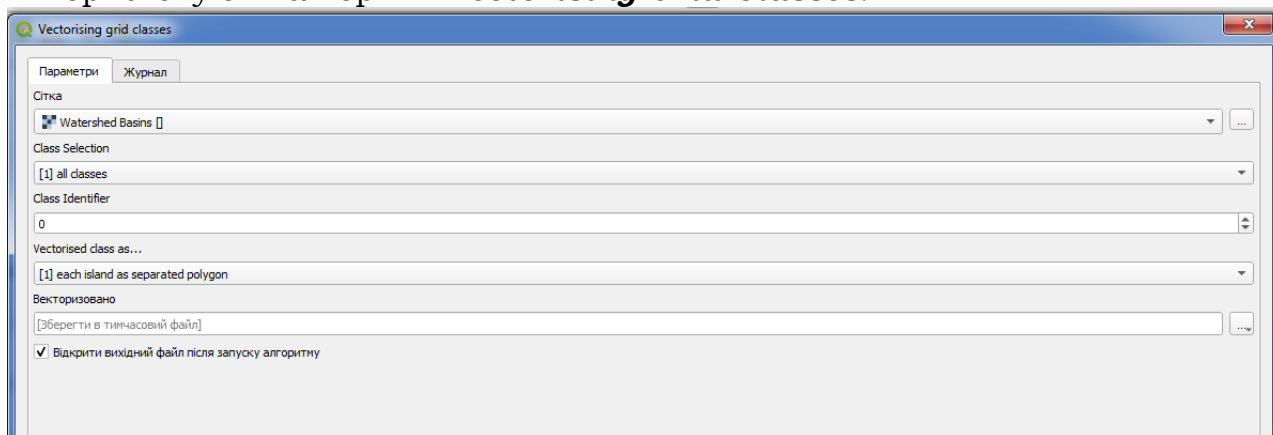 Vectorising grid classes
Параметри Журнал
Сітка
Watershed Basins []
...
Class Selection
[1] all classes
Class Identifier
0
Vectorised class as...
[1] each island as separated polygon
Векторизовано
[Зберегти в тимчасовий файл]
...
Відкрити вихідний файл після запуску алгоритму